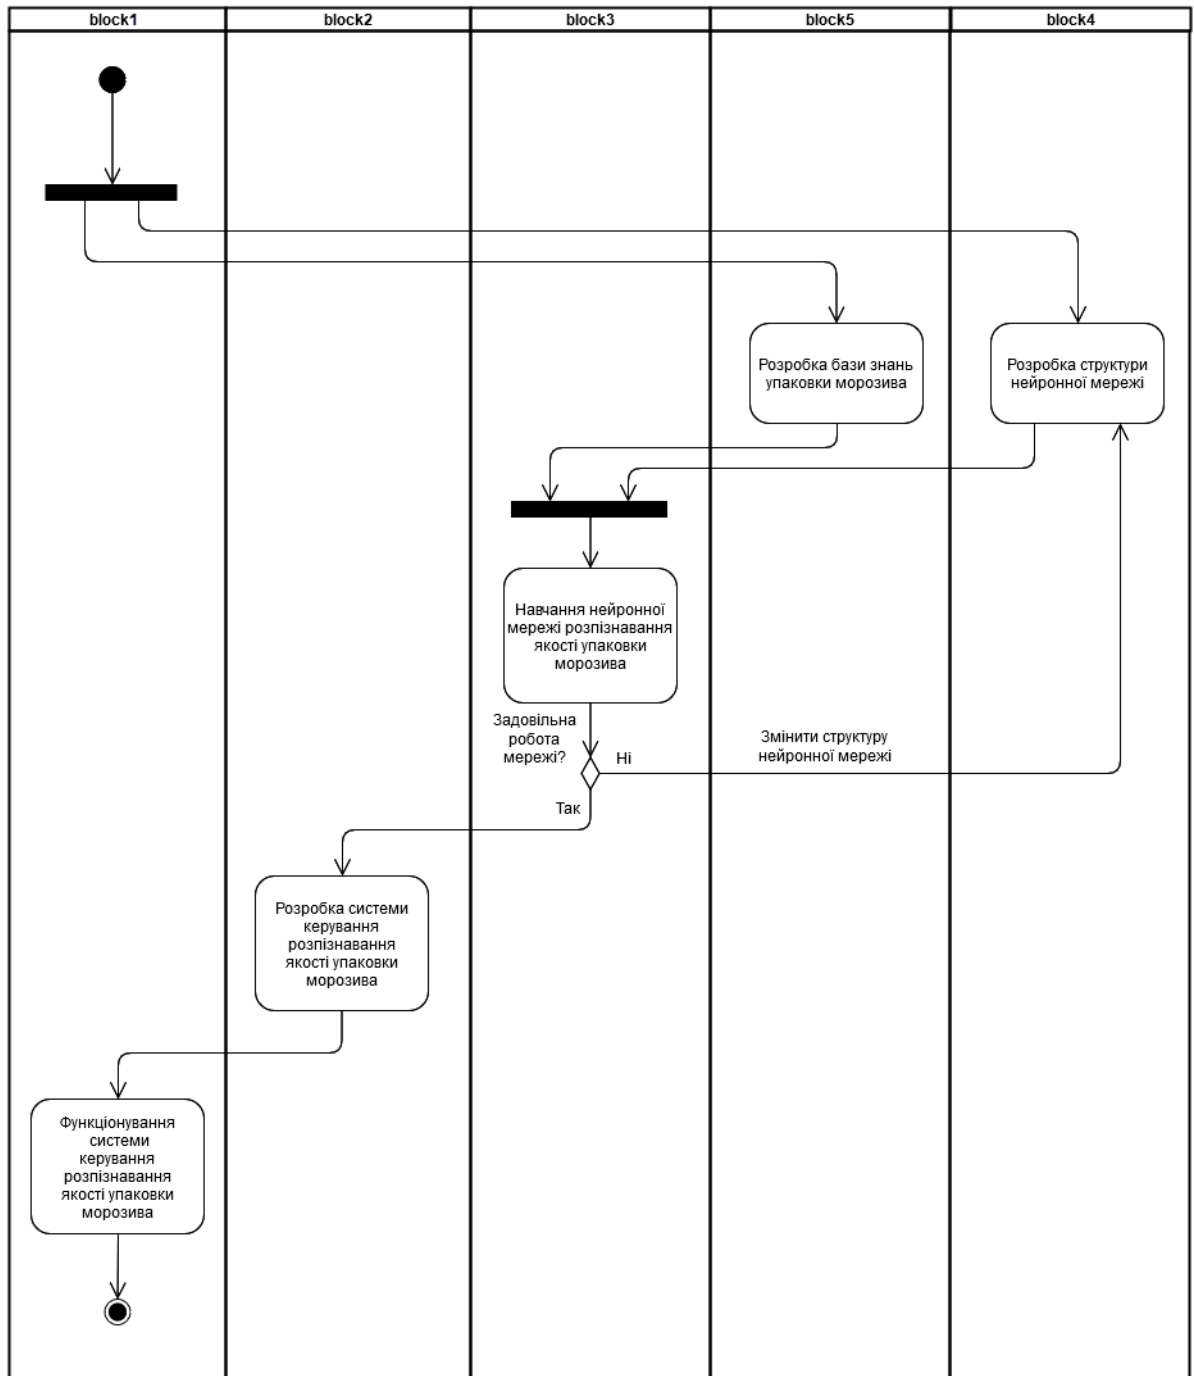 block1
block2
block3
block5
block4
Розробка бази знань
упаковки морозива
Розробка структури
нейронної мережі
Навчання нейронної
мережі розпізнавання
якості упаковки
морозива
Задовільна
робота
мережі?
Ні
Змінити структуру
нейронної мережі
Так
Розробка системи
керування
розпізнавання
якості упаковки
морозива
Функціонування
системи
керування
розпізнавання
якості упаковки
морозива